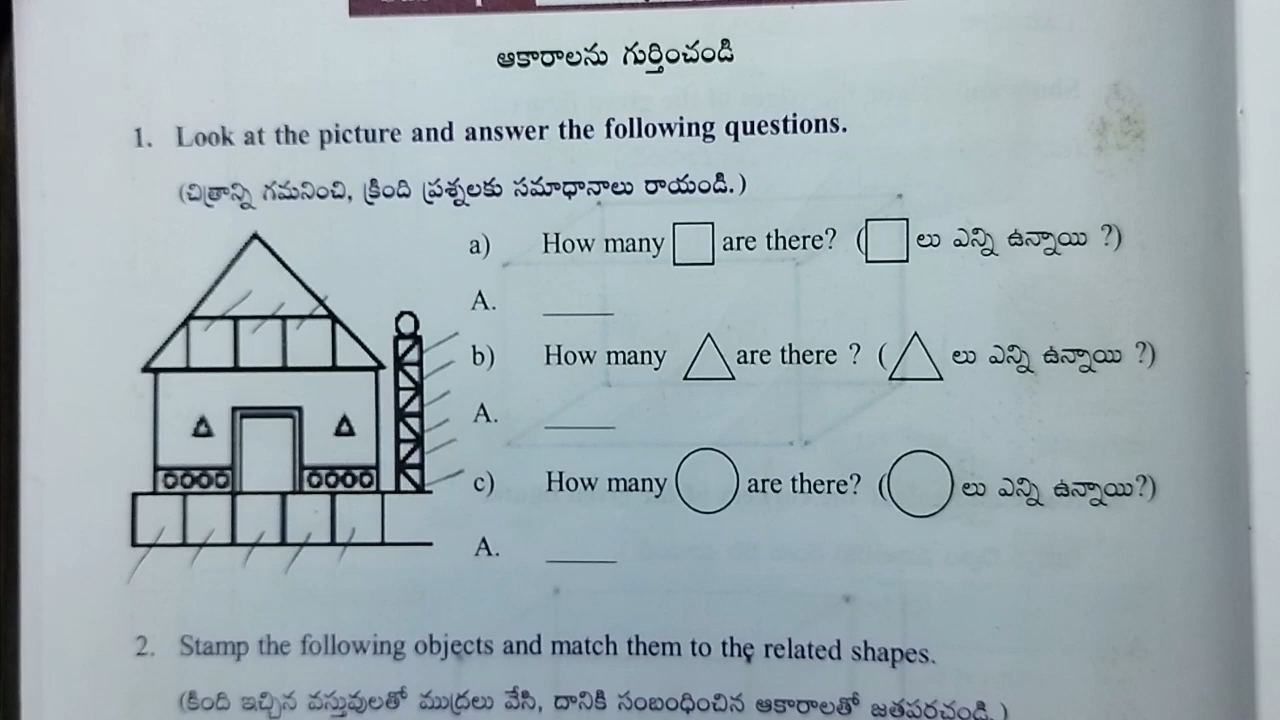 ఆకారాలను గుర్తించండి
1. Look at the picture and answer the following questions.
(చిత్రాన్ని గమనించి, క్రింది ప్రశ్నలకు సమాధానాలు రాయండి.)
a) How many are there? ( లు ఎన్ని ఉన్నాయి ?)
A.
b) How many are there ? ( లు ఎన్ని ఉన్నాయి ?)
A.
c) How many are there? ( లు ఎన్ని ఉన్నాయి?)
A.
2. Stamp the following objects and match them to the related shapes.
(కింది ఇచ్చిన వస్తువులతో ముద్రలు వేసి, దానికి సంబంధించిన ఆకారాలతో జతపరచండి.)